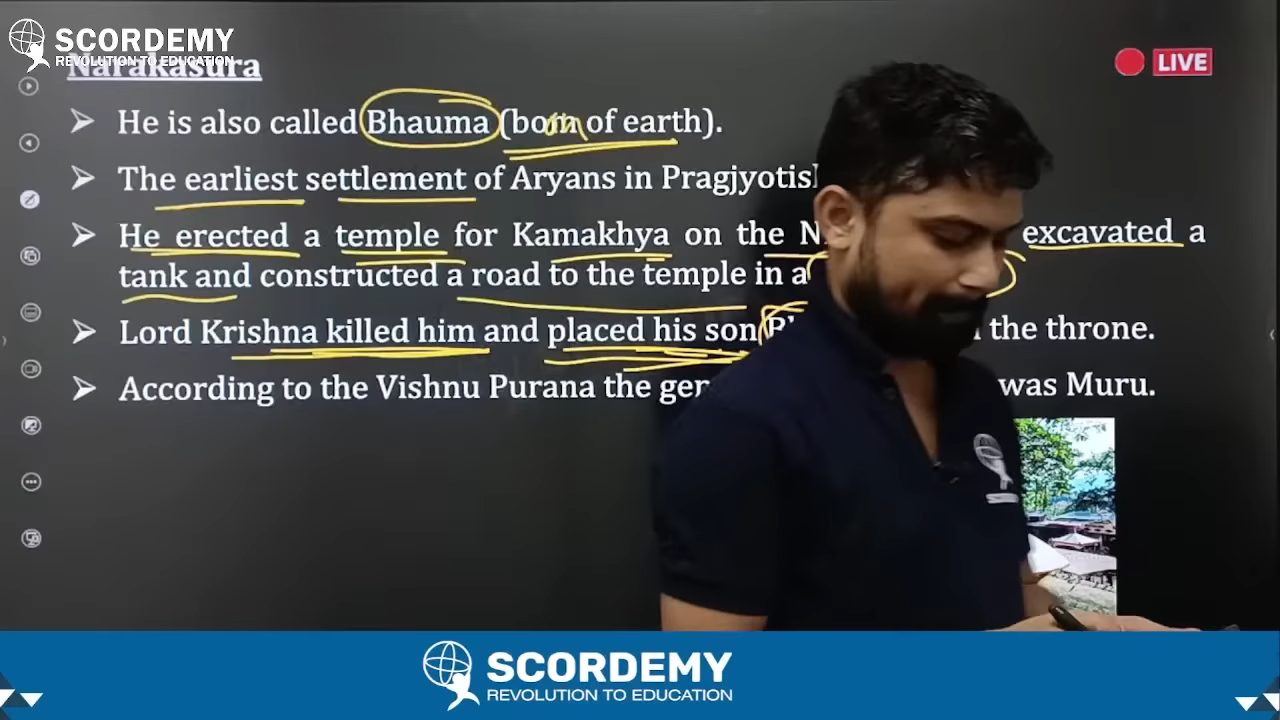 SCORDEMY
REVOLUTION TO EDUCATION
LIVE
Narakasura
➤ He is also called Bhauma (born of earth).
➤ The earliest settlement of Aryans in
➤ He erected a temple for Kamakhya on the excavated a
tank and constructed a road to the temple in a
➤ Lord Krishna killed him and placed his son the throne.
➤ According to the Vishnu Purana the was Muru.
SCORDEMY
REVOLUTION TO EDUCATION